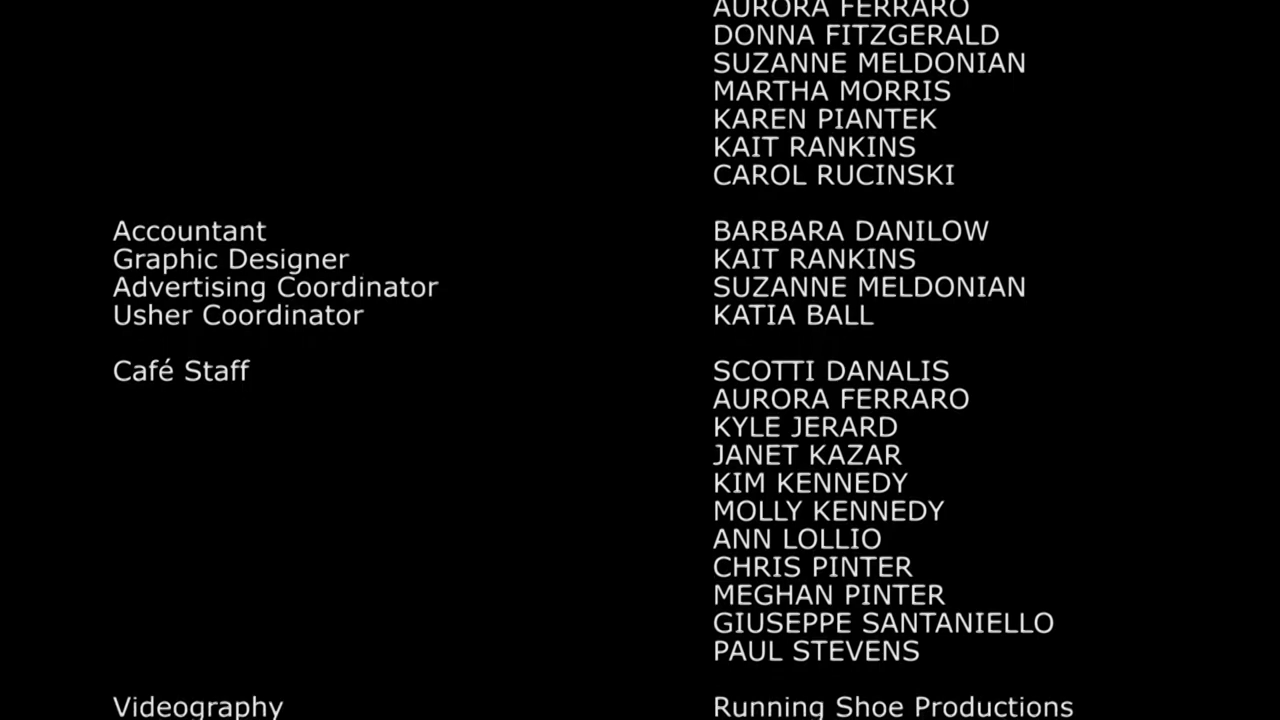 AURORA FERRARO
DONNA FITZGERALD
SUZANNE MELDONIAN
MARTHA MORRIS
KAREN PIANTEK
KAIT RANKINS
CAROL RUCINSKI
Accountant BARBARA DANILOW
Graphic Designer KAIT RANKINS
Advertising Coordinator SUZANNE MELDONIAN
Usher Coordinator KATIA BALL
Café Staff SCOTTI DANALIS
AURORA FERRARO
KYLE JERARD
JANET KAZAR
KIM KENNEDY
MOLLY KENNEDY
ANN LOLLIO
CHRIS PINTER
MEGHAN PINTER
GIUSEPPE SANTANIELLO
PAUL STEVENS
Videography Running Shoe Productions